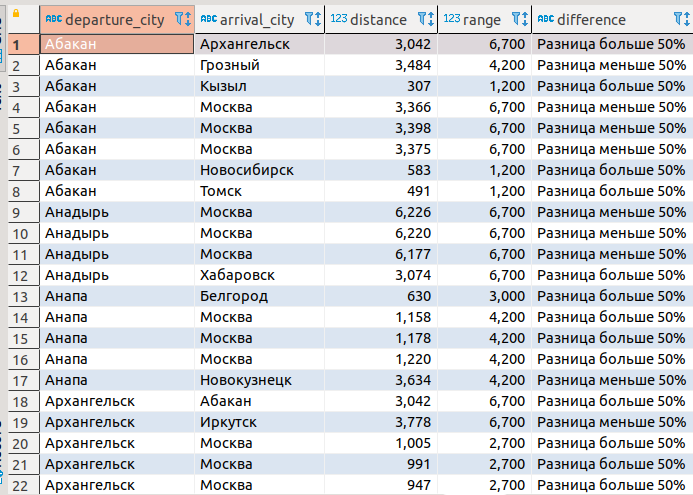 departure_city arrival_city distance range difference
1 Абакан Архангельск 3,042 6,700 Разница больше 50%
2 Абакан Грозный 3,484 4,200 Разница меньше 50%
3 Абакан Кызыл 307 1,200 Разница больше 50%
4 Абакан Москва 3,366 6,700 Разница меньше 50%
5 Абакан Москва 3,398 6,700 Разница меньше 50%
6 Абакан Москва 3,375 6,700 Разница меньше 50%
7 Абакан Новосибирск 583 1,200 Разница больше 50%
8 Абакан Томск 491 1,200 Разница больше 50%
9 Анадырь Москва 6,226 6,700 Разница меньше 50%
10 Анадырь Москва 6,220 6,700 Разница меньше 50%
11 Анадырь Москва 6,177 6,700 Разница меньше 50%
12 Анадырь Хабаровск 3,074 6,700 Разница больше 50%
13 Анапа Белгород 630 3,000 Разница больше 50%
14 Анапа Москва 1,158 4,200 Разница больше 50%
15 Анапа Москва 1,178 4,200 Разница больше 50%
16 Анапа Москва 1,220 4,200 Разница больше 50%
17 Анапа Новокузнецк 3,634 4,200 Разница меньше 50%
18 Архангельск Абакан 3,042 6,700 Разница больше 50%
19 Архангельск Иркутск 3,778 6,700 Разница меньше 50%
20 Архангельск Москва 1,005 2,700 Разница больше 50%
21 Архангельск Москва 991 2,700 Разница больше 50%
22 Архангельск Москва 947 2,700 Разница больше 50%